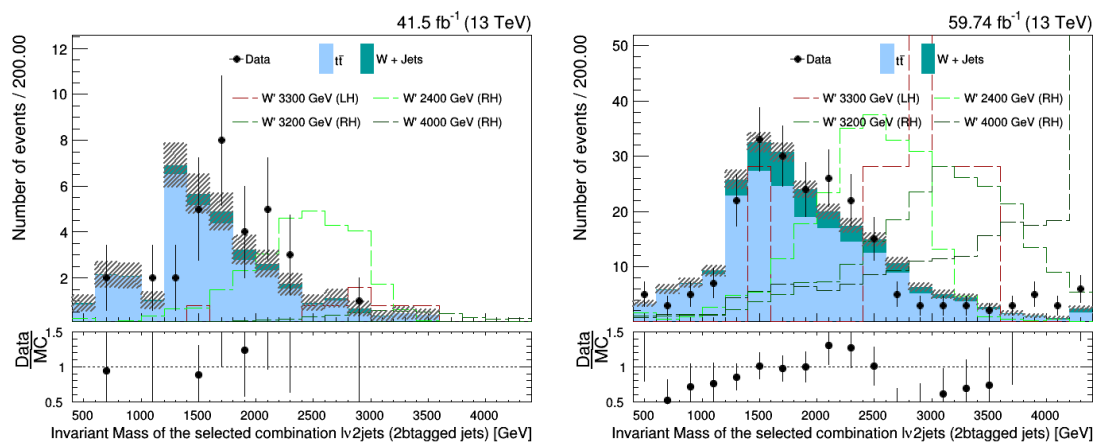 41.5 fb⁻¹ (13 TeV)
Number of events / 200.00
12
10
8
6
4
2
Data
tt̄
W + Jets
W' 3300 GeV (LH)
W' 2400 GeV (RH)
W' 3200 GeV (RH)
W' 4000 GeV (RH)
Data
MC
1.5
1
0.5
500 1000 1500 2000 2500 3000 3500 4000
Invariant Mass of the selected combination lv2jets (2btagged jets) [GeV]
59.74 fb⁻¹ (13 TeV)
Number of events / 200.00
50
40
30
20
10
Data
tt̄
W + Jets
W' 3300 GeV (LH)
W' 2400 GeV (RH)
W' 3200 GeV (RH)
W' 4000 GeV (RH)
Data
MC
1.5
1
0.5
500 1000 1500 2000 2500 3000 3500 4000
Invariant Mass of the selected combination lv2jets (2btagged jets) [GeV]